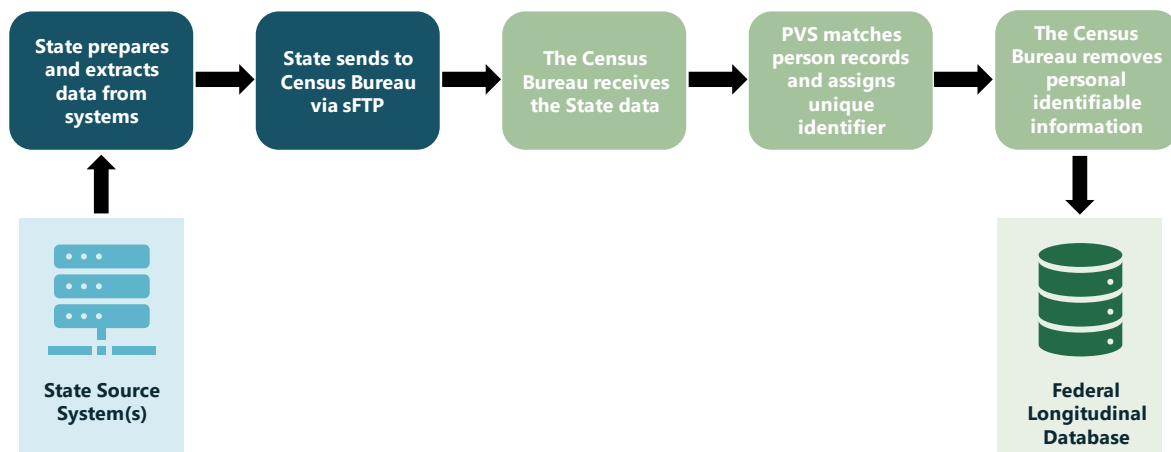 State prepares
and extracts
data from
systems
State sends to
Census Bureau
via sFTP
The Census
Bureau receives
the State data
PVS matches
person records
and assigns
unique
identifier
The Census
Bureau removes
personal
identifiable
information
State Source
System(s)
Federal
Longitudinal
Database